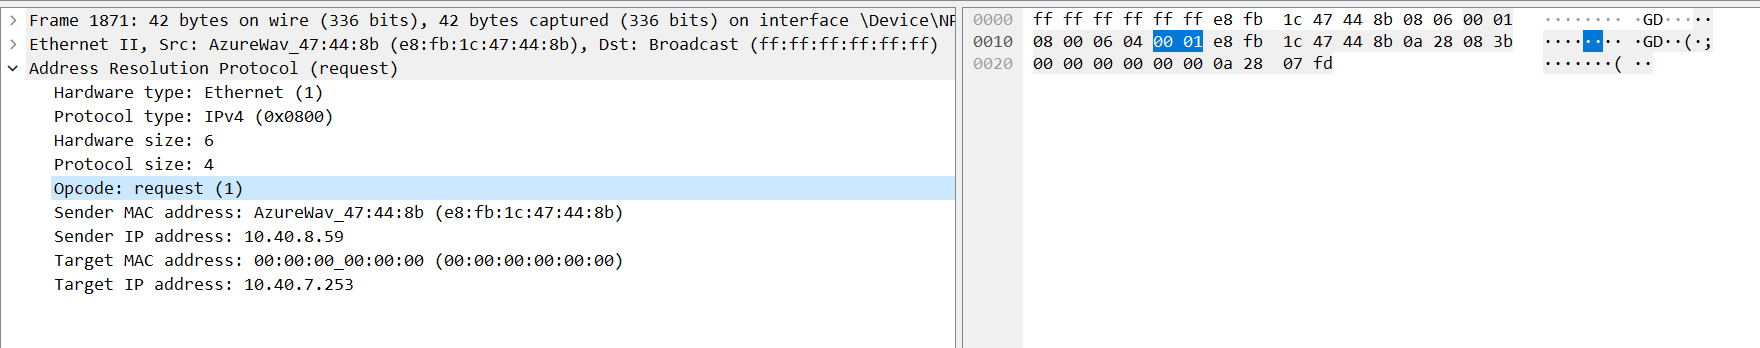 Frame 1871: 42 bytes on wire (336 bits), 42 bytes captured (336 bits) on interface \Device\NP
Ethernet II, Src: AzureWav_47:44:8b (e8:fb:1c:47:44:8b), Dst: Broadcast (ff:ff:ff:ff:ff:ff)
Address Resolution Protocol (request)
Hardware type: Ethernet (1)
Protocol type: IPv4 (0x0800)
Hardware size: 6
Protocol size: 4
Opcode: request (1)
Sender MAC address: AzureWav_47:44:8b (e8:fb:1c:47:44:8b)
Sender IP address: 10.40.8.59
Target MAC address: 00:00:00_00:00:00 (00:00:00:00:00:00)
Target IP address: 10.40.7.253
0000 ff ff ff ff ff ff e8 fb 1c 47 44 8b 08 06 00 01 ········ ·GD·····
0010 08 00 06 04 00 01 e8 fb 1c 47 44 8b 0a 28 08 3b ········ ·GD··(·;
0020 00 00 00 00 00 00 0a 28 07 fd ·······( ··